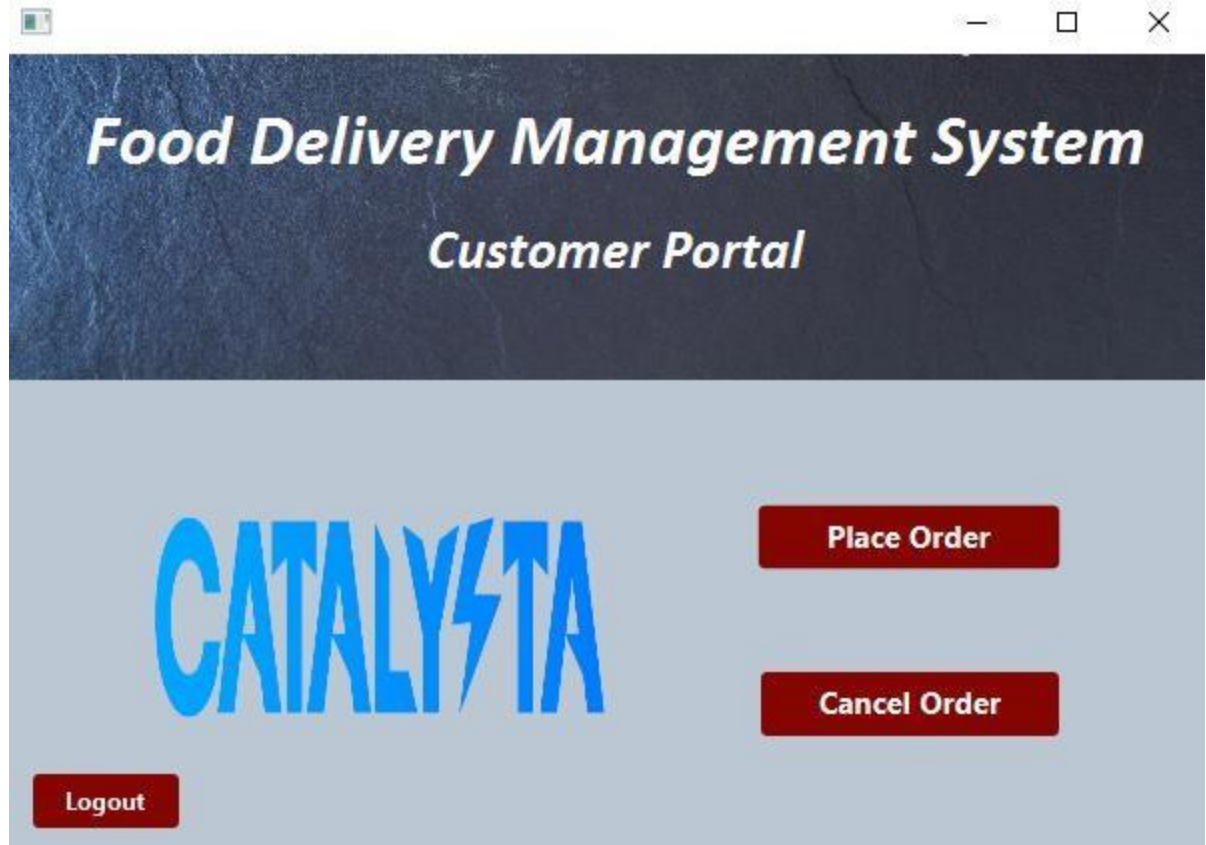 Food Delivery Management System
Customer Portal
CATALYSTA
Place Order
Cancel Order
Logout